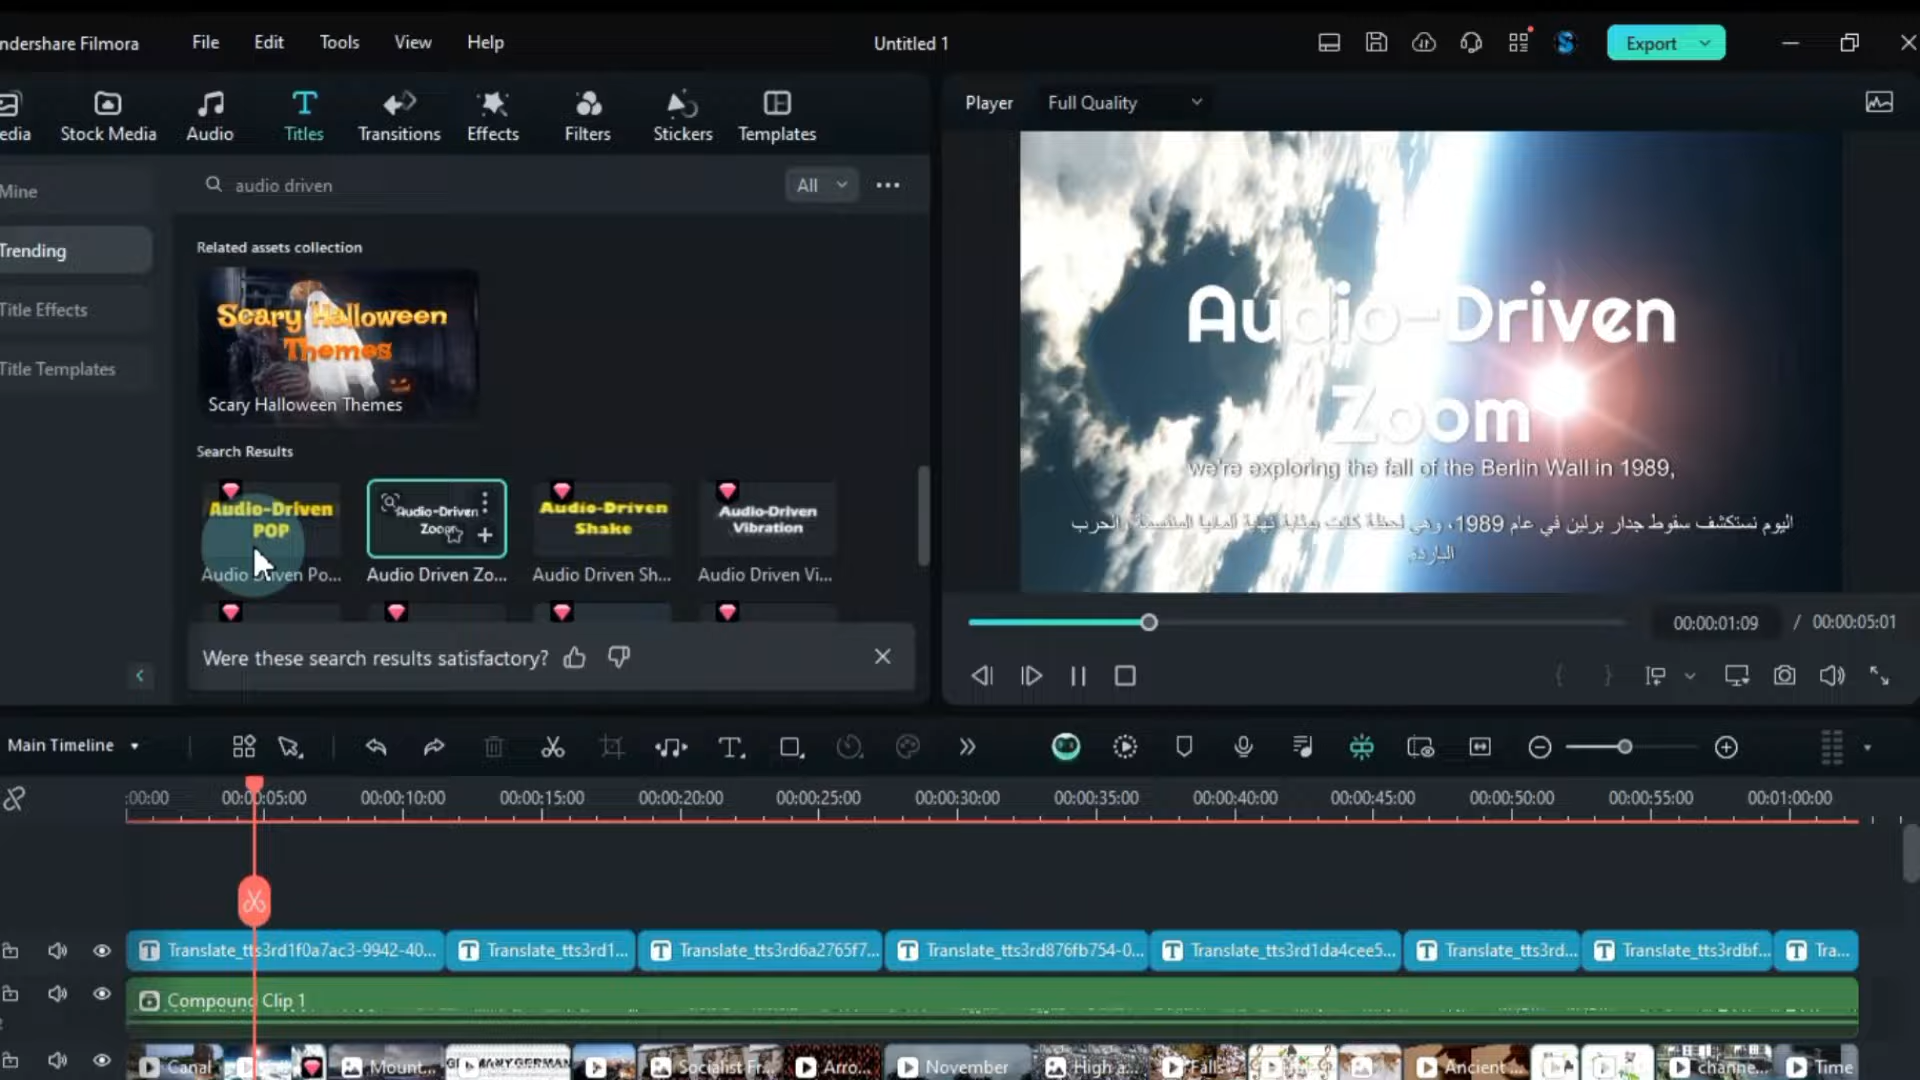 ndershare Filmora File Edit Tools View Help Untitled 1 Export
edia Stock Media Audio Titles Transitions Effects Filters Stickers Templates
Player Full Quality
Mine
Trending
Title Effects
Title Templates
audio driven All
Related assets collection
Scary Halloween
Themes
Scary Halloween Themes
Search Results
Audio-Driven
POP
Audio-Driven
Zoom
Audio-Driven
Shake
Audio-Driven
Vibration
Audio Driven Po...
Audio Driven Zo...
Audio Driven Sh...
Audio Driven Vi...
Were these search results satisfactory?
Audio-Driven
Zoom
we're exploring the fall of the Berlin Wall in 1989,
اليوم نستكشف سقوط جدار برلين في عام 1989، وهي لحظة كانت بمثابة نهاية ألمانيا المنقسمة والحرب
الباردة.
00:00:01:09 / 00:00:05:01
Main Timeline
:00:00 00:00:05:00 00:00:10:00 00:00:15:00 00:00:20:00 00:00:25:00 00:00:30:00 00:00:35:00 00:00:40:00 00:00:45:00 00:00:50:00 00:00:55:00 00:01:00:00
Translate_tts3rd1f0a7ac3-9942-40... Translate_tts3rd1... Translate_tts3rd6a2765f7... Translate_tts3rd876fb754-0... Translate_tts3rd1da4cee5... Translate_tts3rd... Translate_tts3rdbf... Tra...
Compound Clip 1
Canal Mount... Socialist Fr... Arro... November High a... Falls Ancient ... channe... Time